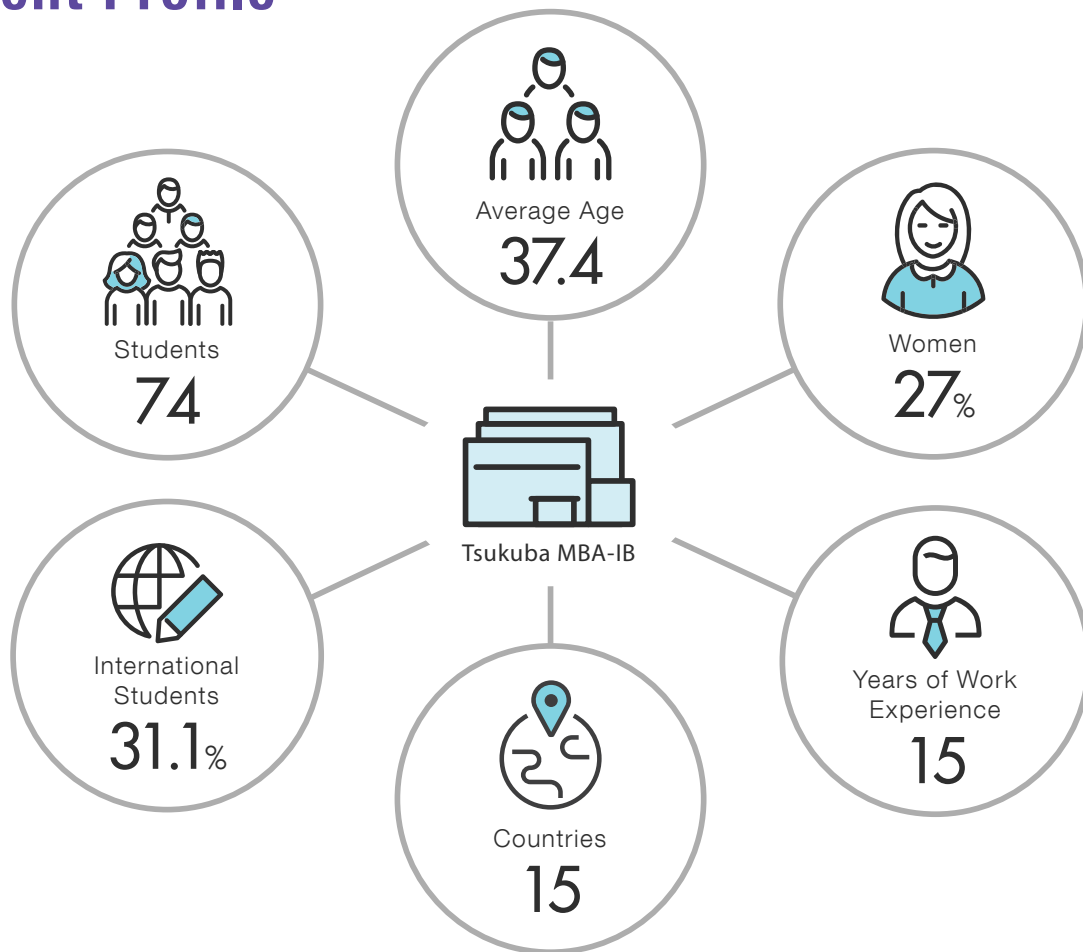 Profile
Average Age
37.4
Students
74
Women
27%
Tsukuba MBA-IB
International
Students
31.1%
Years of Work
Experience
15
Countries
15